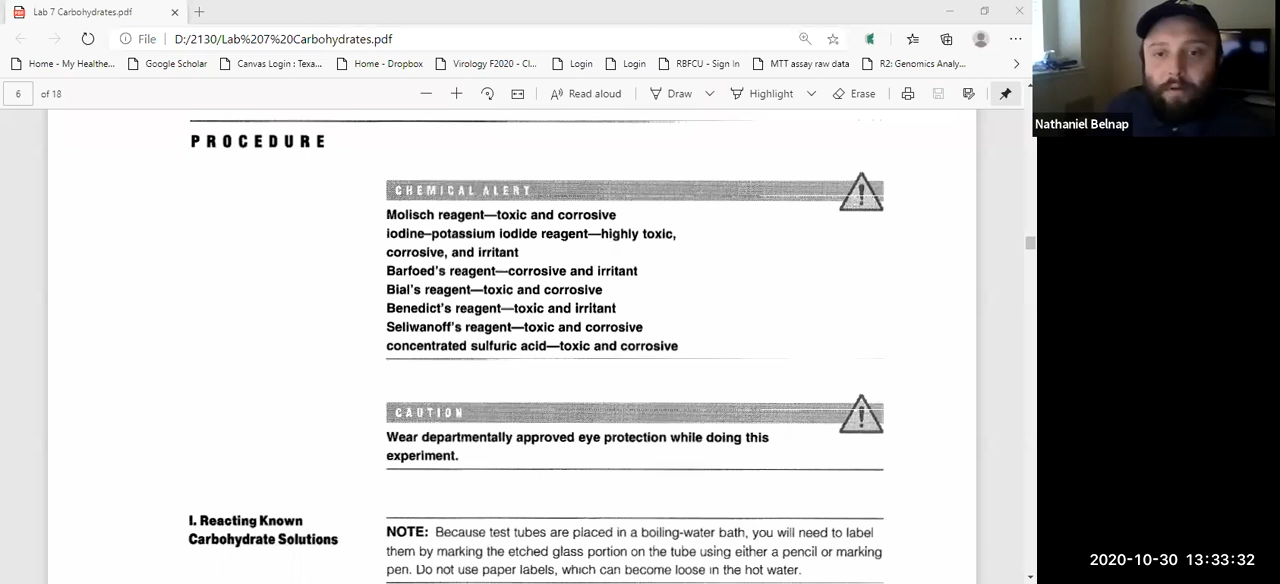 Lab 7 Carbohydrates.pdf
File D:/2130/Lab%207%20Carbohydrates.pdf
Home - My Healthe... Google Scholar Canvas Login : Texa... Home - Dropbox Virology F2020 - Cl... Login Login RBFCU - Sign In MTT assay raw data R2: Genomics Analy...
6 of 18 Read aloud Draw Highlight Erase
Nathaniel Belnap
PROCEDURE
CHEMICAL ALERT
Molisch reagent—toxic and corrosive
iodine–potassium iodide reagent—highly toxic,
corrosive, and irritant
Barfoed's reagent—corrosive and irritant
Bial's reagent—toxic and corrosive
Benedict's reagent—toxic and irritant
Seliwanoff's reagent—toxic and corrosive
concentrated sulfuric acid—toxic and corrosive
CAUTION
Wear departmentally approved eye protection while doing this
experiment.
I. Reacting Known
Carbohydrate Solutions
NOTE: Because test tubes are placed in a boiling-water bath, you will need to label
them by marking the etched glass portion on the tube using either a pencil or marking
pen. Do not use paper labels, which can become loose in the hot water.
2020-10-30 13:33:32